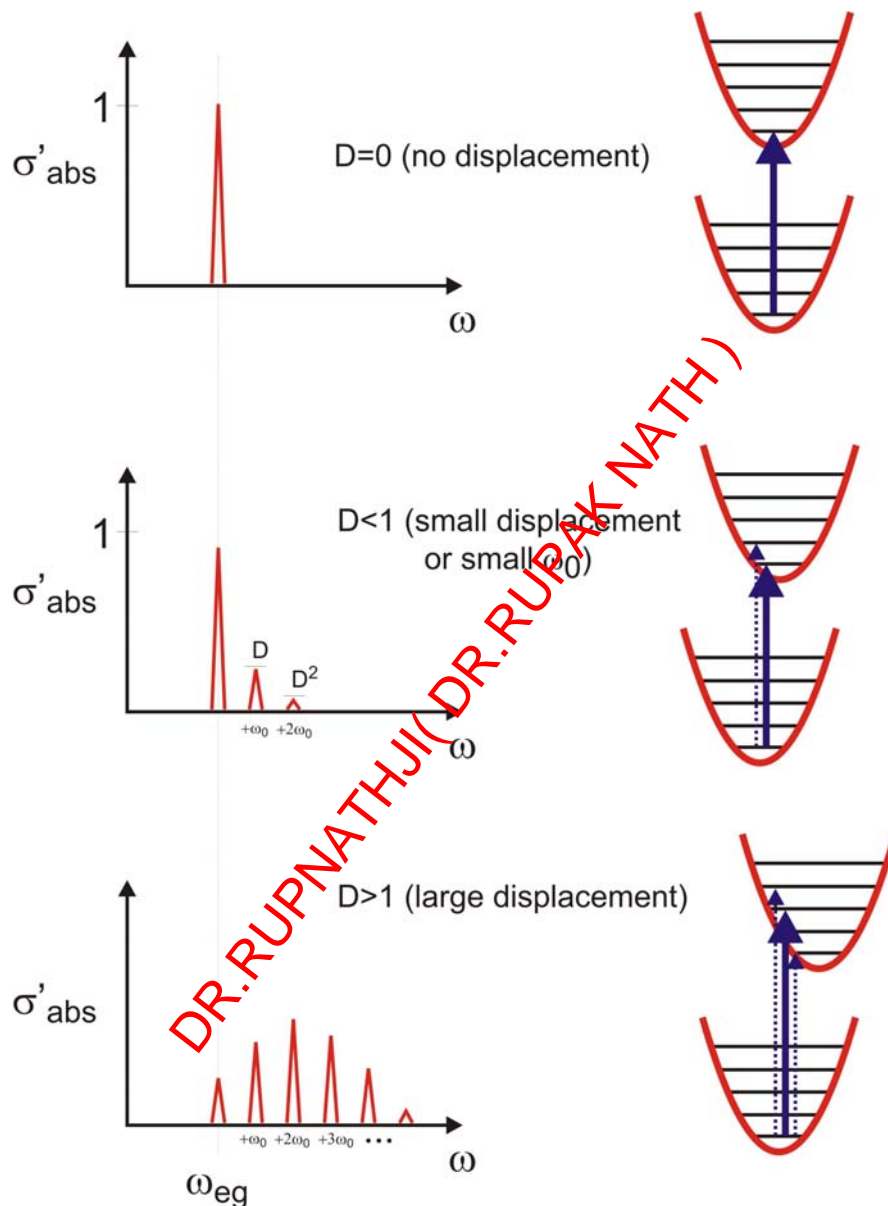 1
σ'abs
D=0 (no displacement)
ω
1
D<1 (small displacement
or small ω0)
σ'abs
D
D²
+ω₀ +2ω₀
ω
D>1 (large displacement)
σ'abs
+ω₀ +2ω₀ +3ω₀ •••
ω
ωeg
DR.RUPNATHJI( DR.RUPAK NATH )